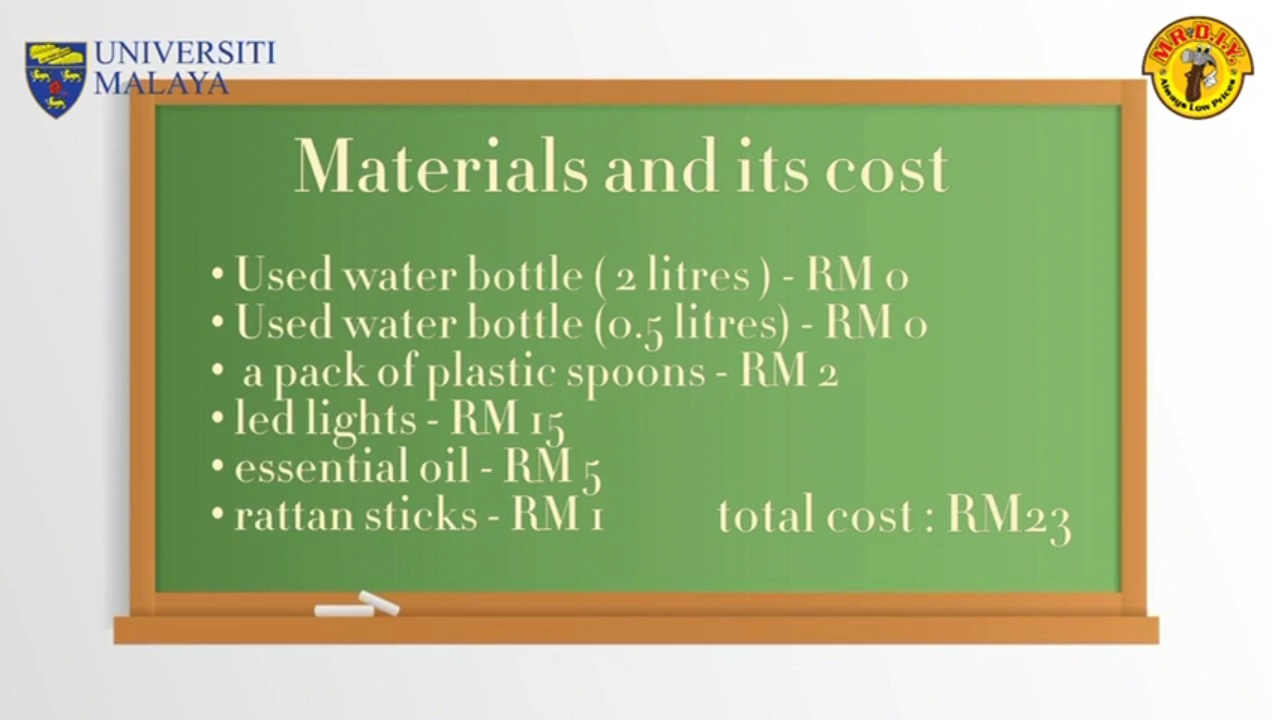 UNIVERSITI
MALAYA
MR.D.I.Y.
Always Low Prices
Materials and its cost
• Used water bottle ( 2 litres ) - RM 0
• Used water bottle (0.5 litres) - RM 0
• a pack of plastic spoons - RM 2
• led lights - RM 15
• essential oil - RM 5
• rattan sticks - RM 1
total cost : RM23